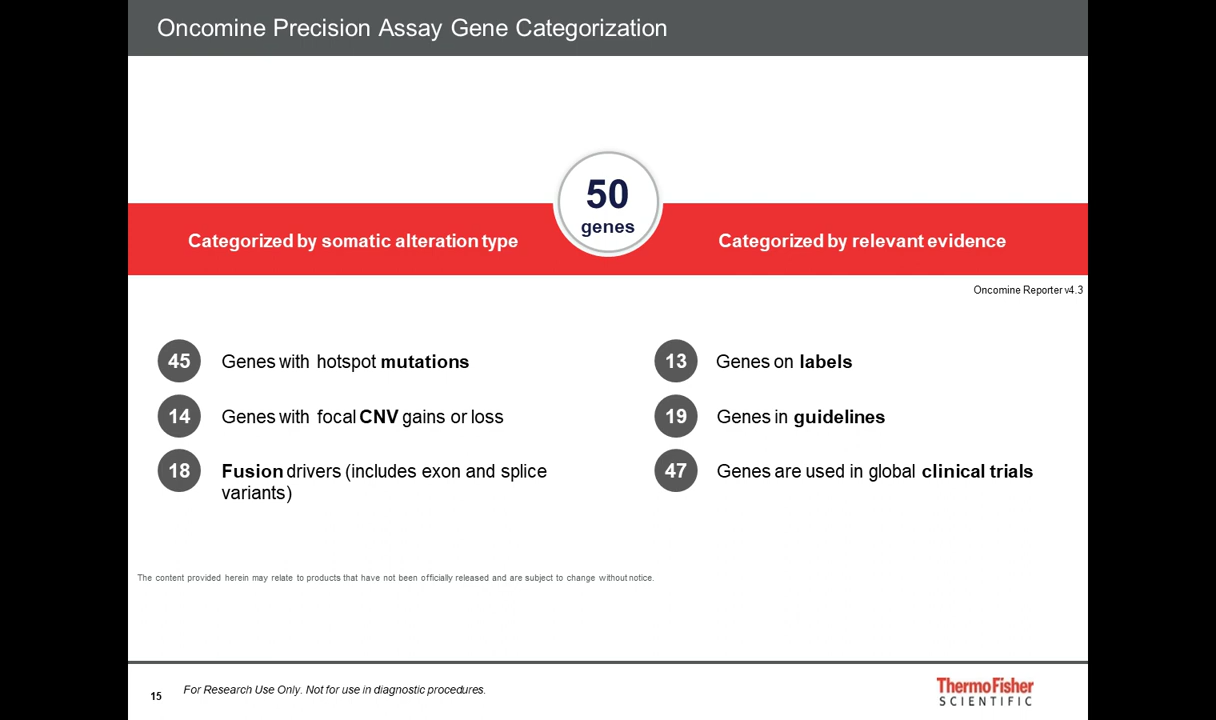 Oncomine Precision Assay Gene Categorization
50
genes
Categorized by somatic alteration type
Categorized by relevant evidence
Oncomine Reporter v4.3
45 Genes with hotspot mutations
14 Genes with focal CNV gains or loss
18 Fusion drivers (includes exon and splice
variants)
13 Genes on labels
19 Genes in guidelines
47 Genes are used in global clinical trials
The content provided herein may relate to products that have not been officially released and are subject to change without notice.
15
For Research Use Only. Not for use in diagnostic procedures.
ThermoFisher
SCIENTIFIC